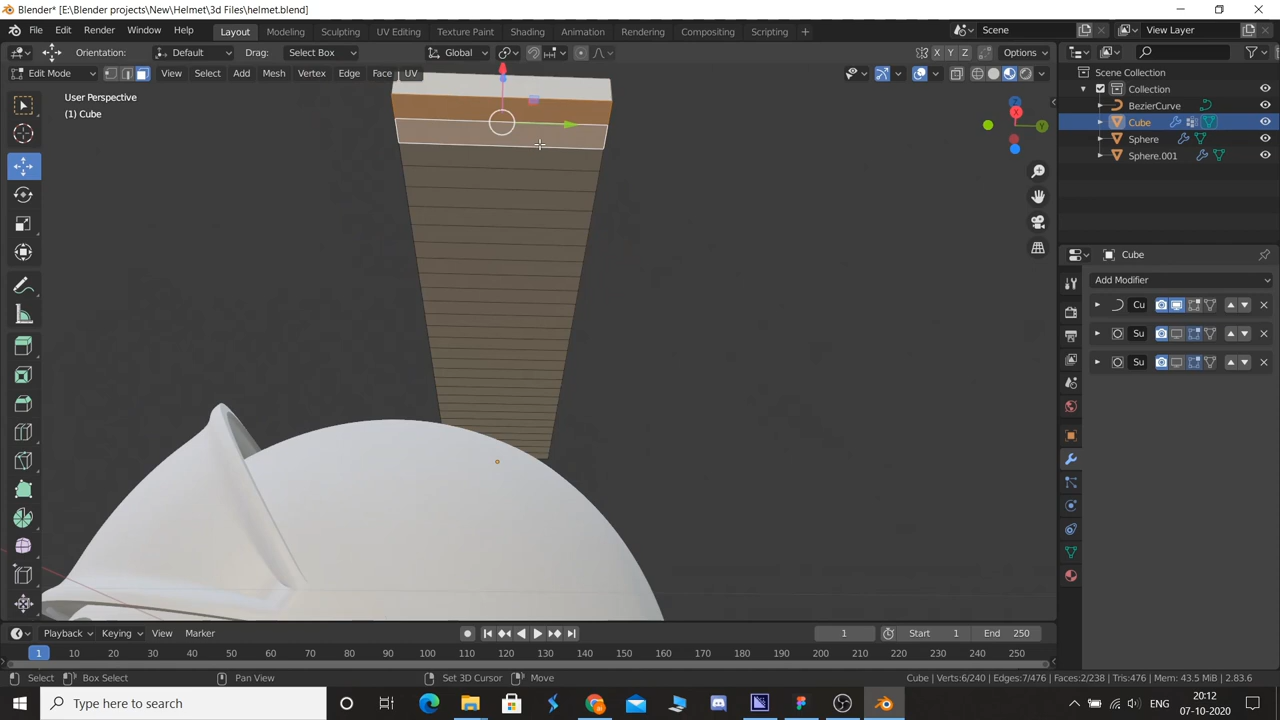 Blender* [E:\Blender projects\New\Helmet\3d Files\helmet.blend]
File Edit Render Window Help Layout Modeling Sculpting UV Editing Texture Paint Shading Animation Rendering Compositing Scripting + Scene View Layer
Orientation: Default Drag: Select Box Global X Y Z Options
Edit Mode View Select Add Mesh Vertex Edge Face UV
User Perspective
(1) Cube
Scene Collection
Collection
BezierCurve
Cube
Sphere
Sphere.001
X
Y
Cube
Add Modifier
Cu
Su
Su
Playback Keying View Marker 1 Start 1 End 250
1 10 20 30 40 50 60 70 80 90 100 110 120 130 140 150 160 170 180 190 200 210 220 230 240 250
Select Box Select Pan View Set 3D Cursor Move Cube | Verts:6/240 | Edges:7/476 | Faces:2/238 | Tris:476 | Mem: 43.5 MiB | 2.83.6
Type here to search
ENG
20:12
07-10-2020